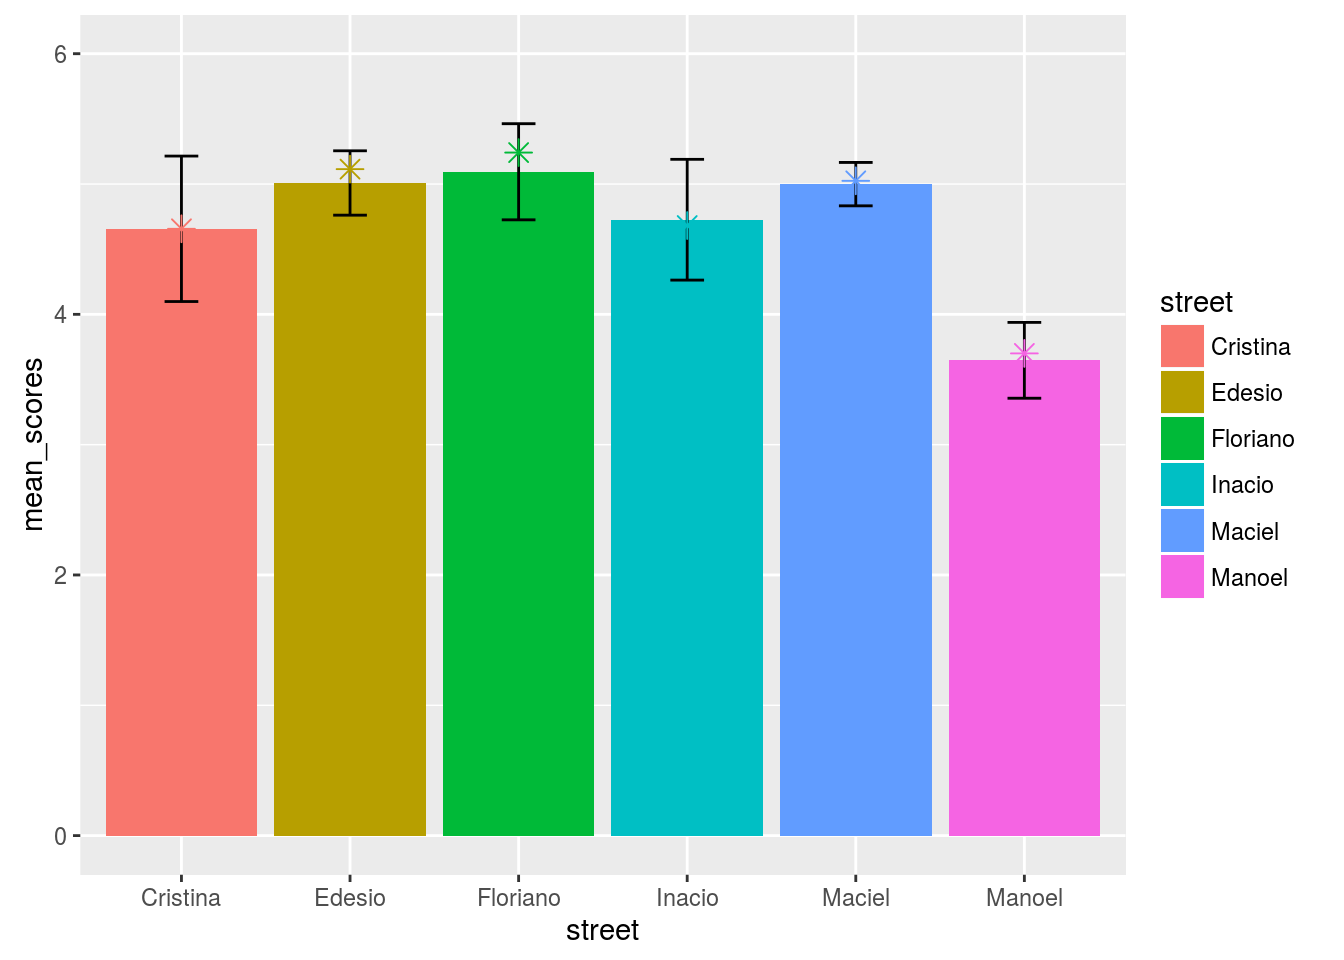 6
4
2
0
mean_scores
Cristina Edesio Floriano Inacio Maciel Manoel
street
street
Cristina
Edesio
Floriano
Inacio
Maciel
Manoel